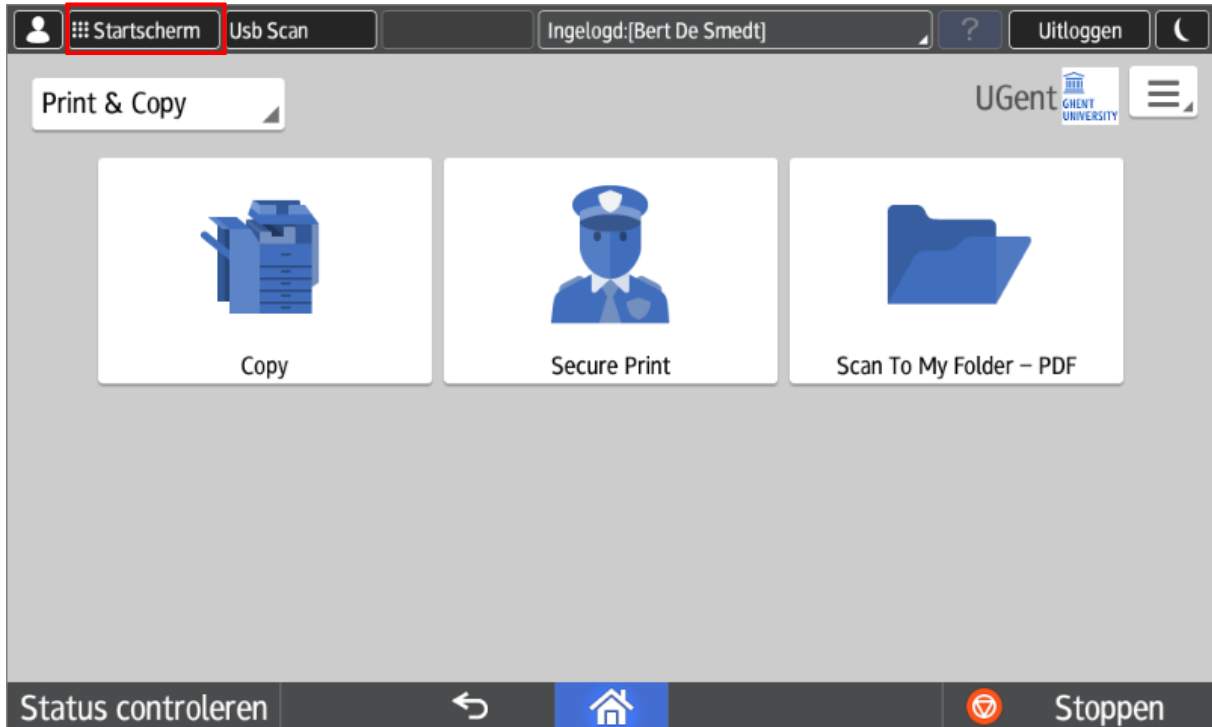 Startscherm
Usb Scan
Ingelogd:[Bert De Smedt]
?
Uitloggen
Print & Copy
UGent
GHENT
UNIVERSITY
Copy
Secure Print
Scan To My Folder – PDF
Status controleren
Stoppen